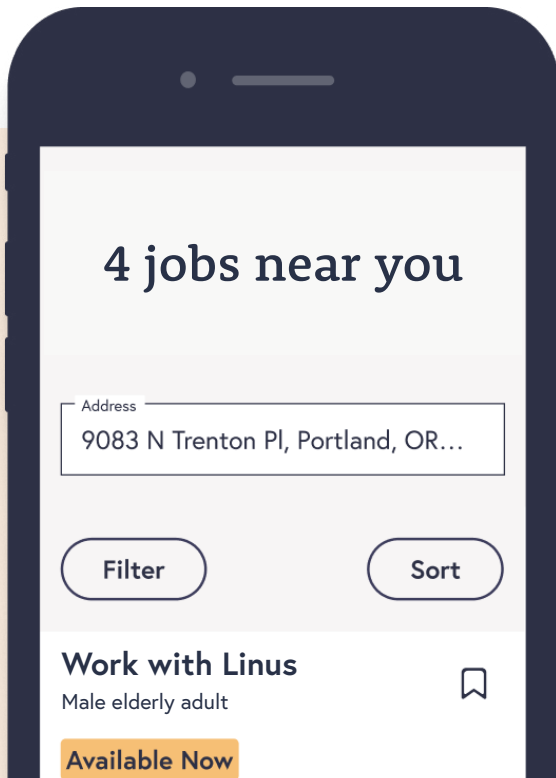 4 jobs near you
Address
9083 N Trenton Pl, Portland, OR...
Filter
Sort
Work with Linus
Male elderly adult
Available Now